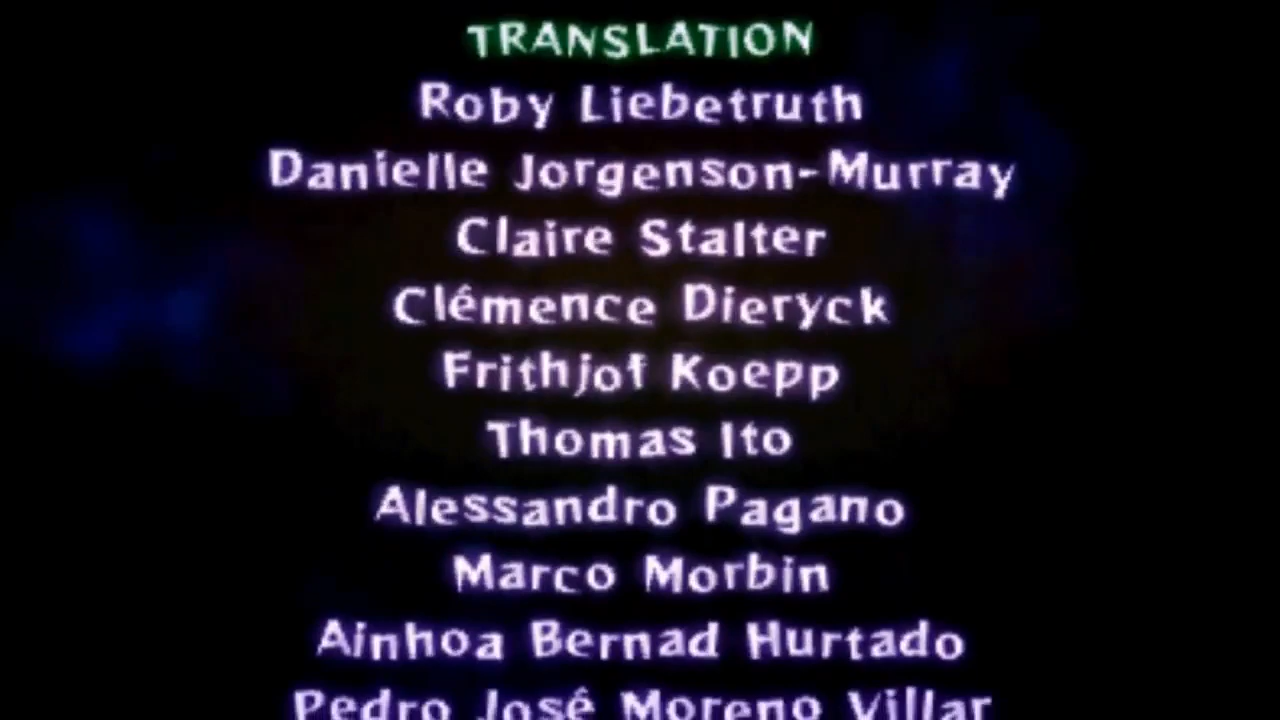 TRANSLATION
Roby Liebetruth
Danielle Jorgenson-Murray
Claire Stalter
Clémence Dieryck
Frithjof Koepp
Thomas Ito
Alessandro Pagano
Marco Morbin
Ainhoa Bernad Hurtado
Pedro José Moreno Villar